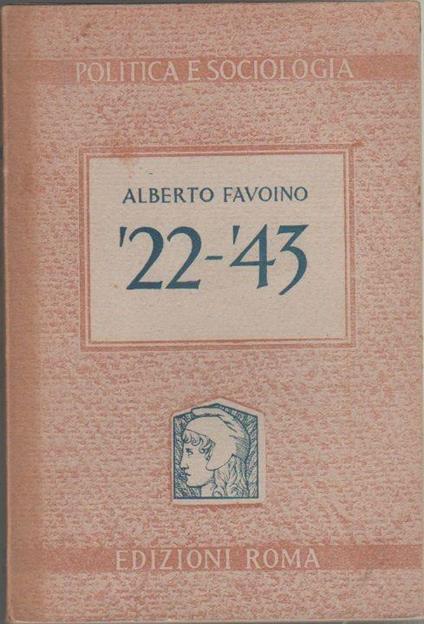 POLITICA E SOCIOLOGIA
ALBERTO FAVOINO
'22-'43
EDIZIONI ROMA